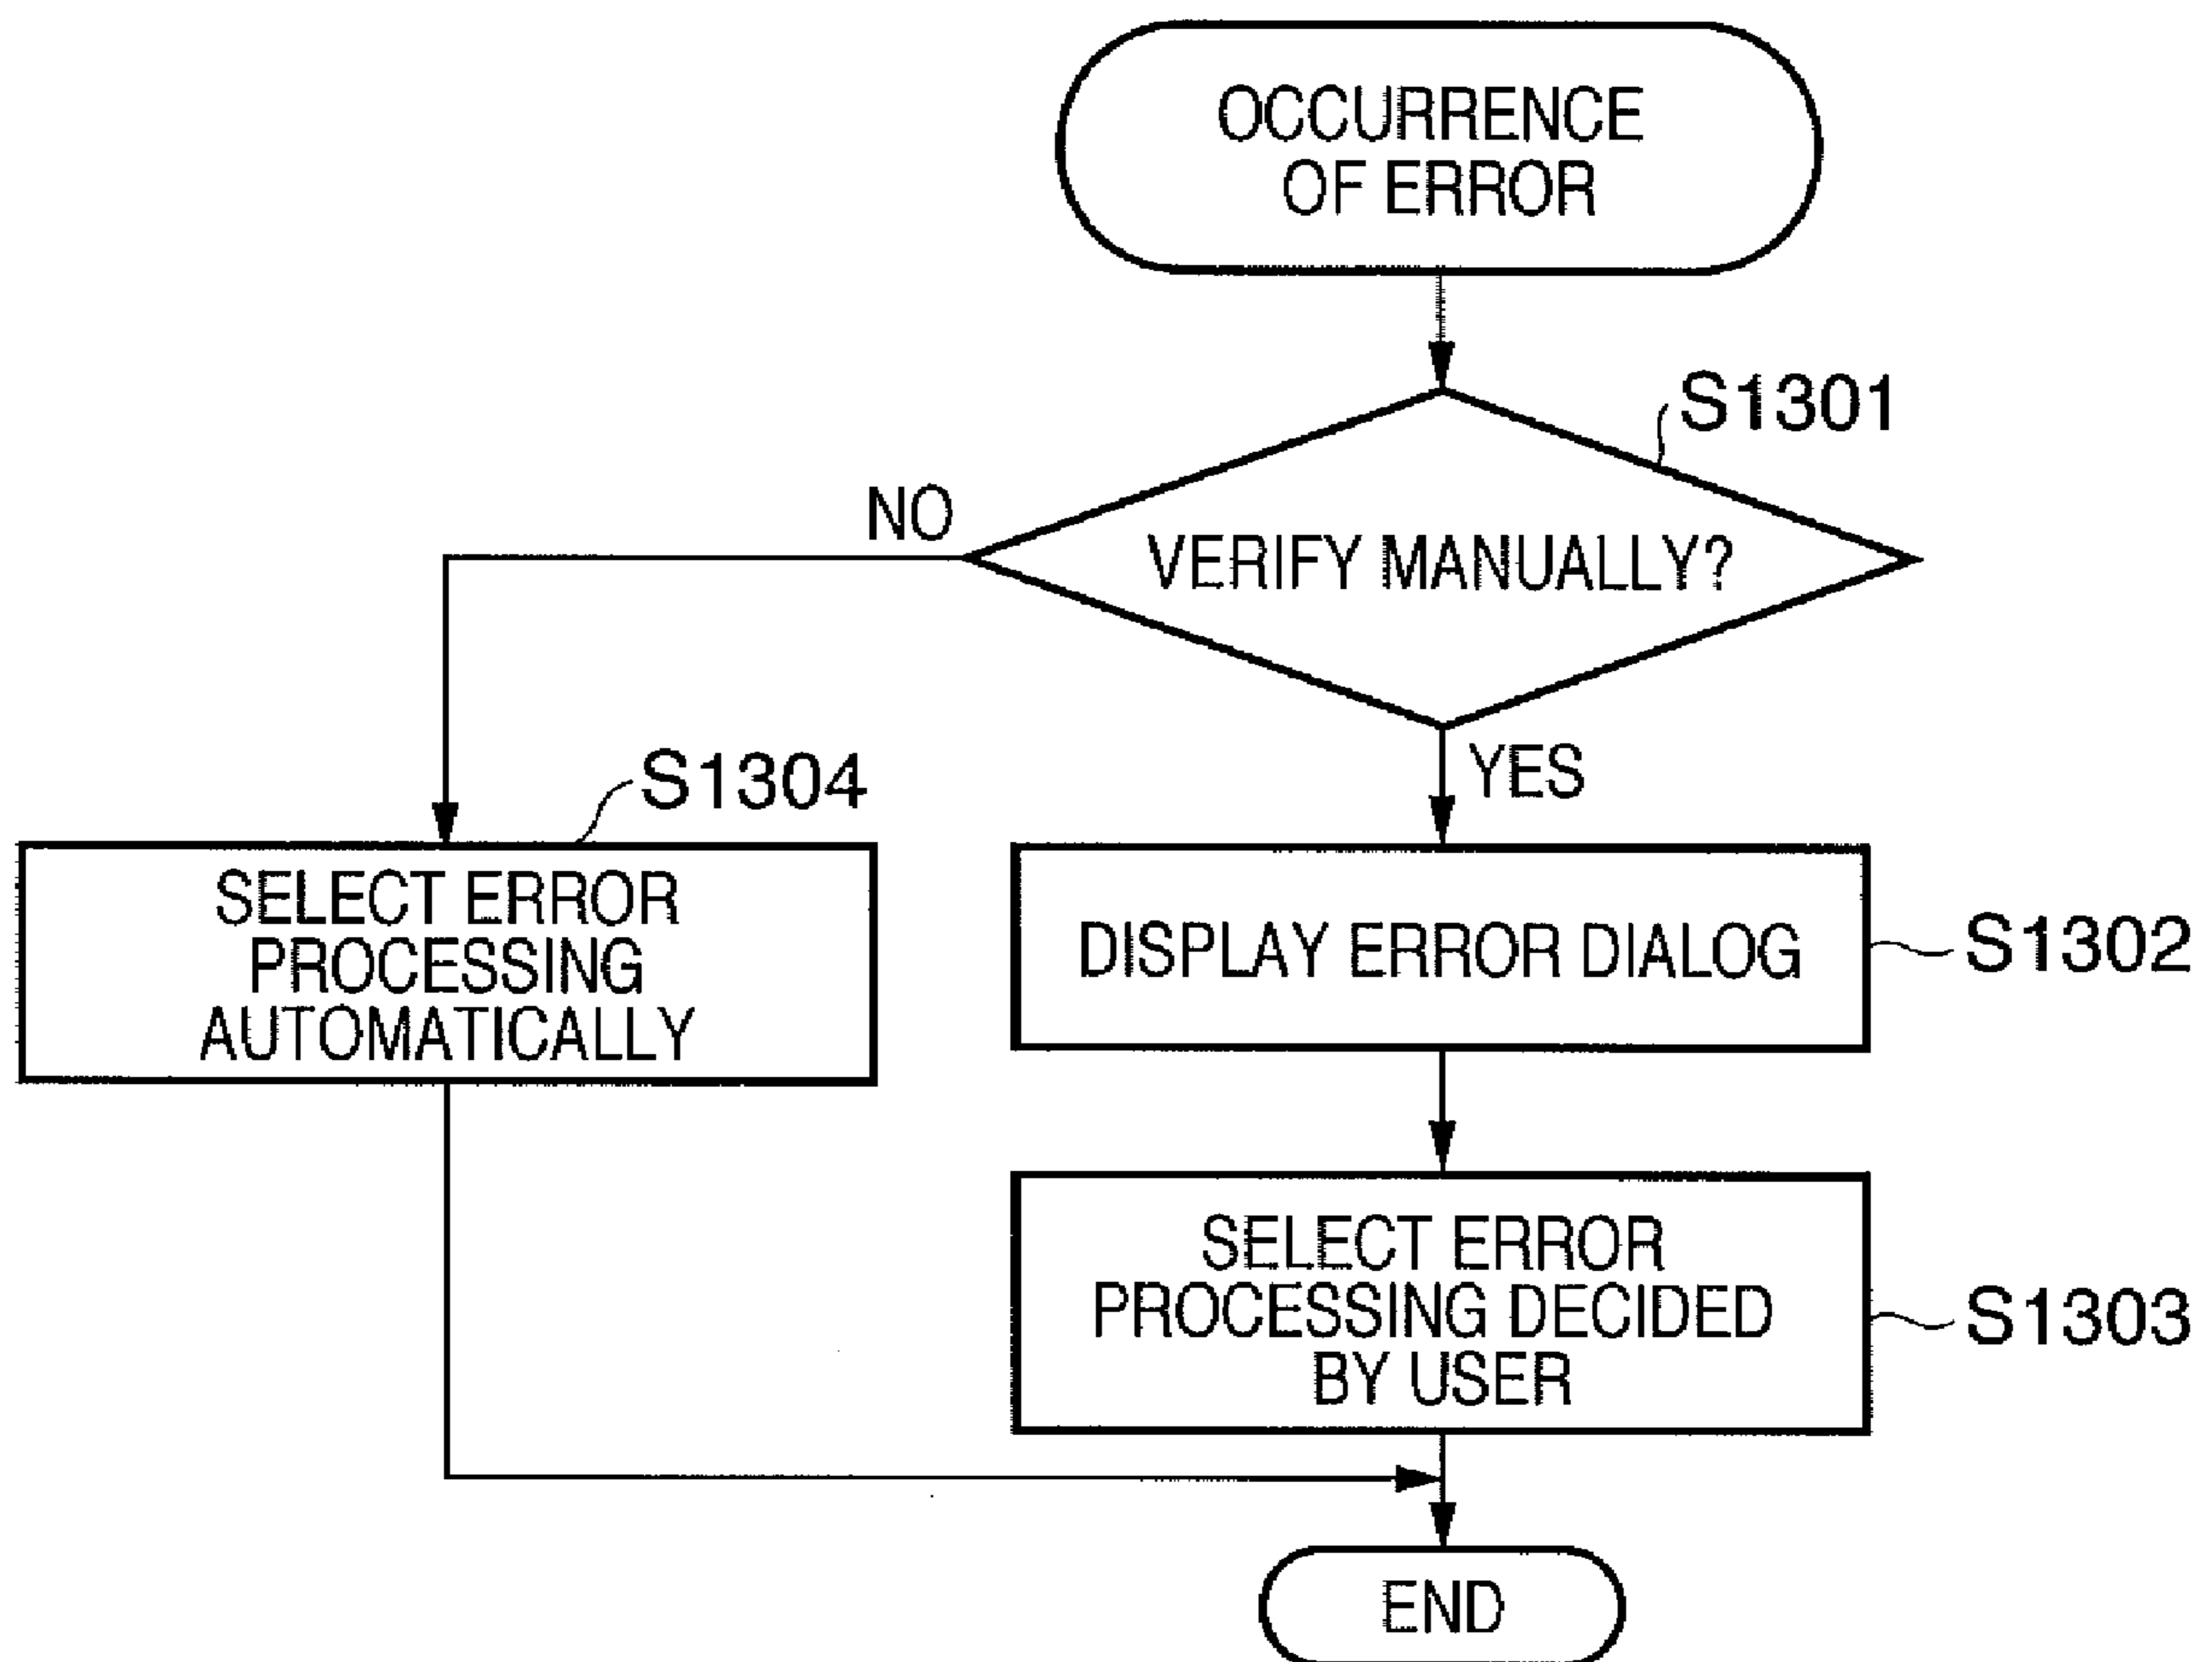 OCCURRENCE
OF ERROR
S1301
NO
VERIFY MANUALLY?
YES
S1304
SELECT ERROR
PROCESSING
AUTOMATICALLY
DISPLAY ERROR DIALOG
S1302
SELECT ERROR
PROCESSING DECIDED
BY USER
S1303
END